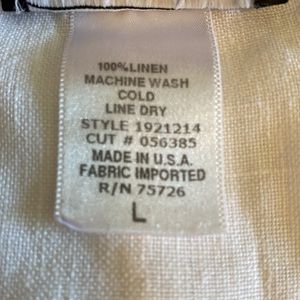 100%LINEN
MACHINE WASH
COLD
LINE DRY
STYLE 1921214
CUT # 056385
MADE IN U.S.A.
FABRIC IMPORTED
R/N 75726
L